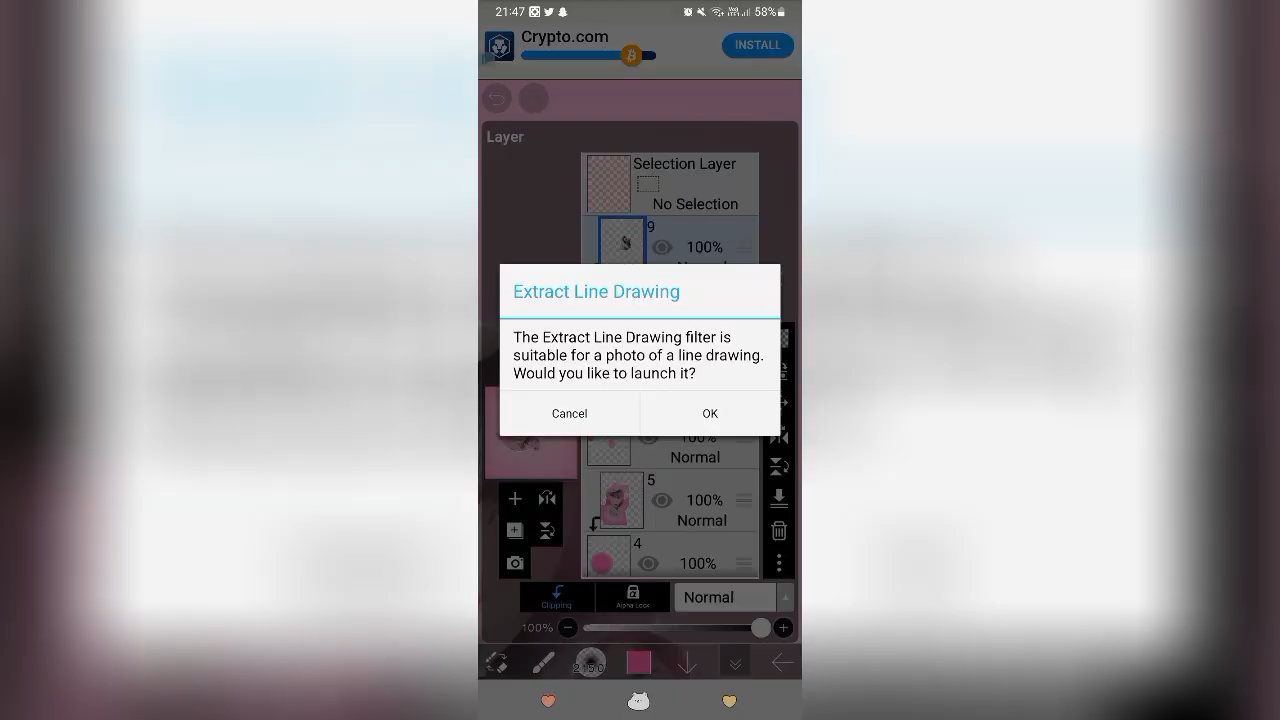 21:47
58%
Crypto.com
INSTALL
Layer
Selection Layer
No Selection
9
100%
Extract Line Drawing
The Extract Line Drawing filter is
suitable for a photo of a line drawing.
Would you like to launch it?
Cancel
OK
100%
Normal
5
100%
Normal
4
100%
Clipping
Alpha Lock
Normal
100%